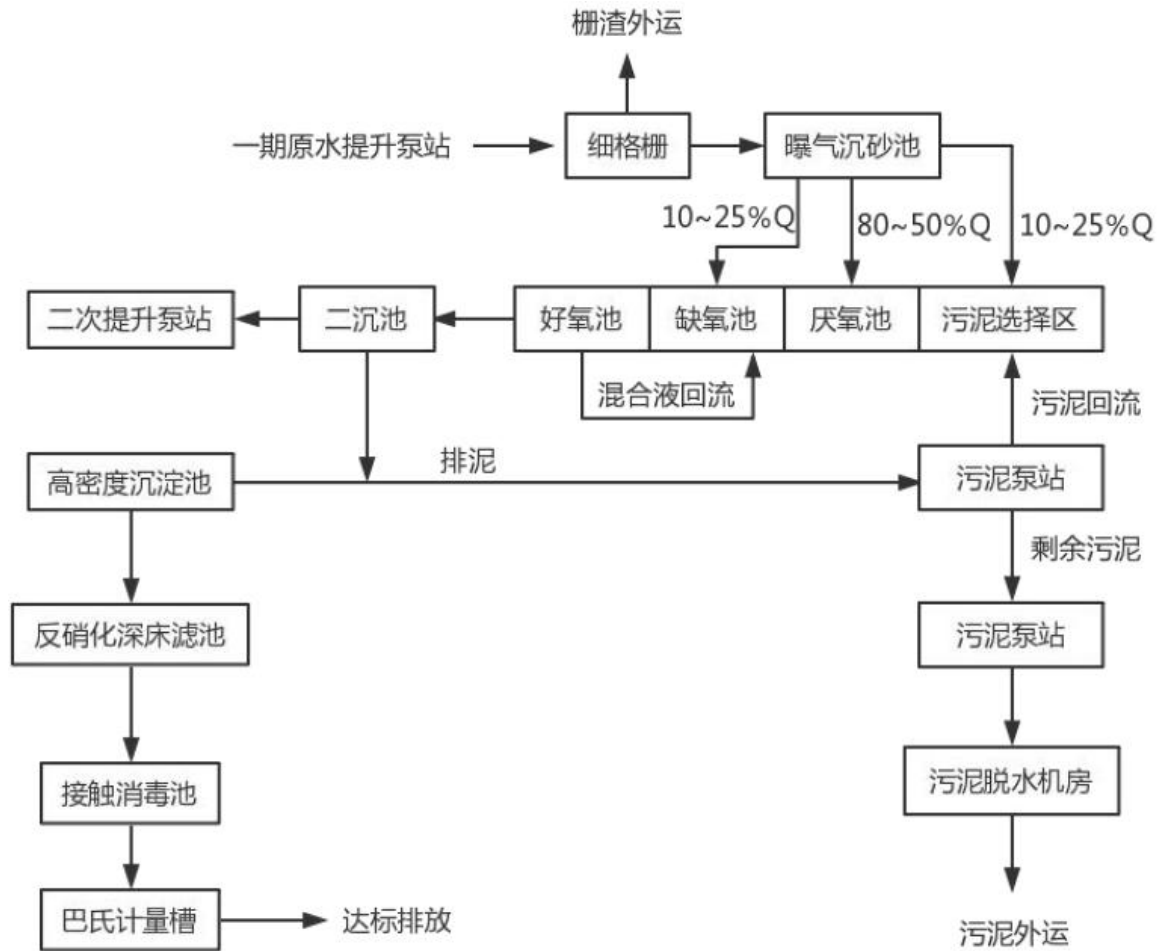 栅渣外运
一期原水提升泵站
细格栅
曝气沉砂池
10~25%Q
80~50%Q
10~25%Q
二次提升泵站
二沉池
好氧池
缺氧池
厌氧池
污泥选择区
混合液回流
污泥回流
高密度沉淀池
排泥
污泥泵站
剩余污泥
反硝化深床滤池
污泥泵站
接触消毒池
污泥脱水机房
巴氏计量槽
达标排放
污泥外运